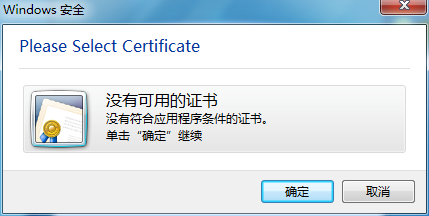 Windows 安全
Please Select Certificate
没有可用的证书
没有符合应用程序条件的证书。
单击“确定”继续
确定
取消